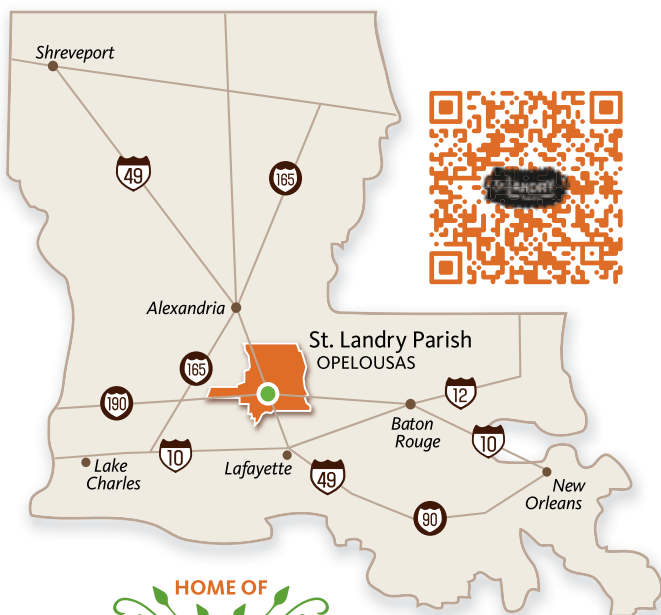 Shreveport
49
165
Alexandria
St. Landry Parish
OPELOUSAS
165
190
12
Baton
Rouge
10
10
Lake
Charles
Lafayette
49
New
Orleans
90
HOME OF